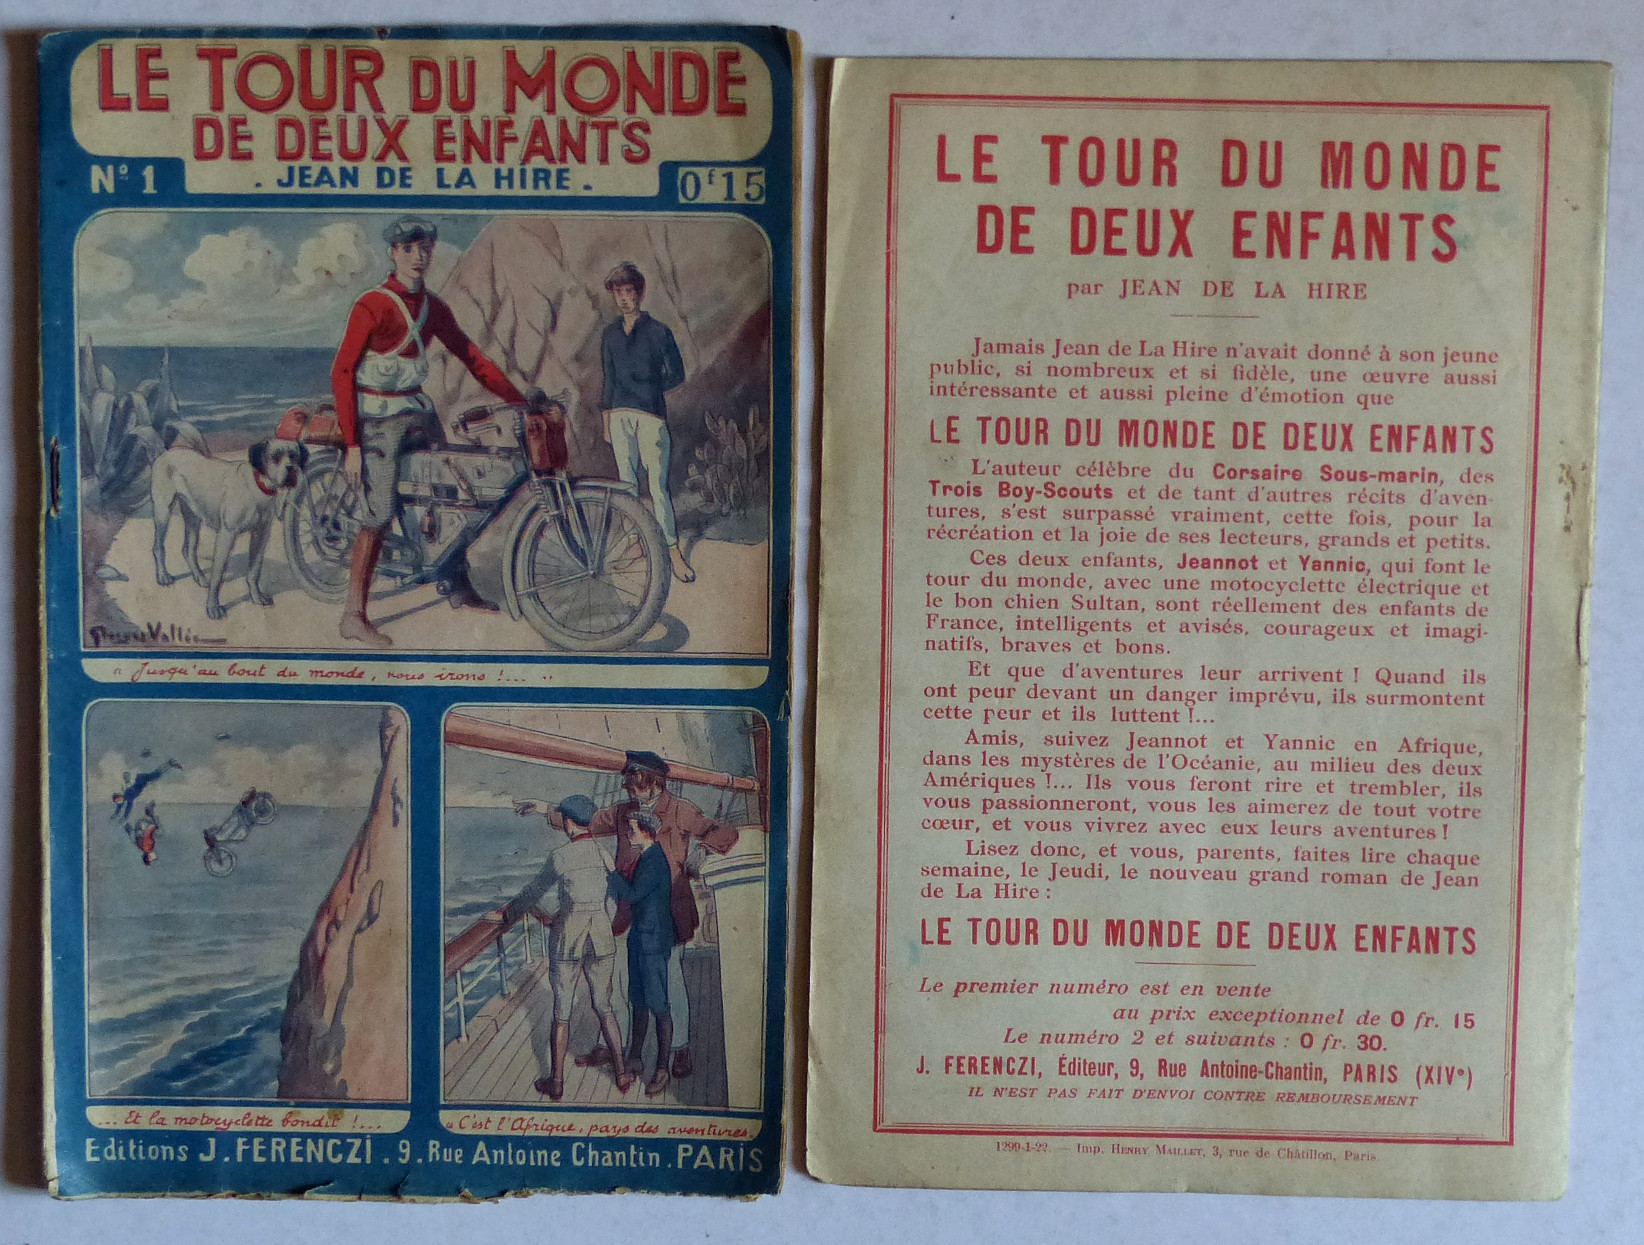 LE TOUR DU MONDE
DE DEUX ENFANTS
Nº 1
. JEAN DE LA HIRE .
0f15
Georges Vallée
« Jusqu'au bout du monde, nous irons !... »
... Et la motocyclette bondit !...
« C'est l'Afrique, pays des aventures.
Editions J. FERENCZI . 9. Rue Antoine Chantin . PARIS
LE TOUR DU MONDE
DE DEUX ENFANTS
par JEAN DE LA HIRE
Jamais Jean de La Hire n'avait donné à son jeune
public, si nombreux et si fidèle, une œuvre aussi
intéressante et aussi pleine d'émotion que
LE TOUR DU MONDE DE DEUX ENFANTS
L'auteur célèbre du Corsaire Sous-marin, des
Trois Boy-Scouts et de tant d'autres récits d'aven-
tures, s'est surpassé vraiment, cette fois, pour la
récréation et la joie de ses lecteurs, grands et petits.
Ces deux enfants, Jeannot et Yannic, qui font le
tour du monde, avec une motocyclette électrique et
le bon chien Sultan, sont réellement des enfants de
France, intelligents et avisés, courageux et imagi-
natifs, braves et bons.
Et que d'aventures leur arrivent ! Quand ils
ont peur devant un danger imprévu, ils surmontent
cette peur et ils luttent !...
Amis, suivez Jeannot et Yannic en Afrique,
dans les mystères de l'Océanie, au milieu des deux
Amériques !... Ils vous feront rire et trembler, ils
vous passionneront, vous les aimerez de tout votre
cœur, et vous vivrez avec eux leurs aventures !
Lisez donc, et vous, parents, faites lire chaque
semaine, le Jeudi, le nouveau grand roman de Jean
de La Hire :
LE TOUR DU MONDE DE DEUX ENFANTS
Le premier numéro est en vente
au prix exceptionnel de 0 fr. 15
Le numéro 2 et suivants : 0 fr. 30.
J. FERENCZI, Éditeur, 9, Rue Antoine-Chantin, PARIS (XIVe)
IL N'EST PAS FAIT D'ENVOI CONTRE REMBOURSEMENT
1299-1-22. — Imp. HENRY MAILLET, 3, rue de Châtillon, Paris.